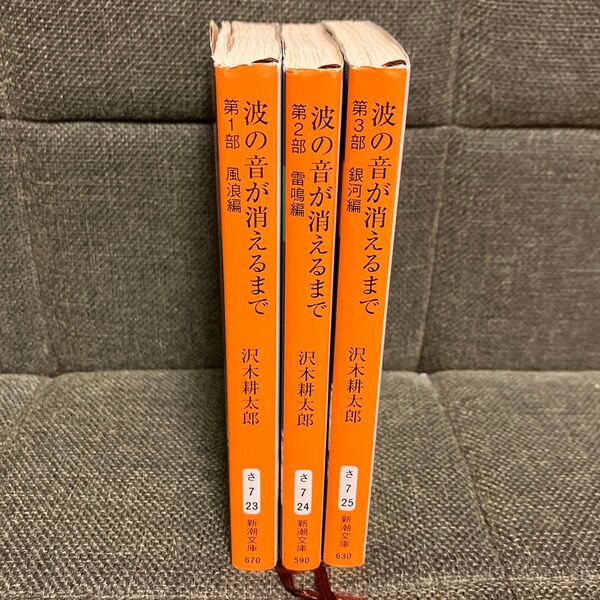 波の音が消えるまで
第1部 風浪編
沢木耕太郎
さ
7
23
新潮文庫
670
波の音が消えるまで
第2部 雷鳴編
沢木耕太郎
さ
7
24
新潮文庫
590
波の音が消えるまで
第3部 銀河編
沢木耕太郎
さ
7
25
新潮文庫
630